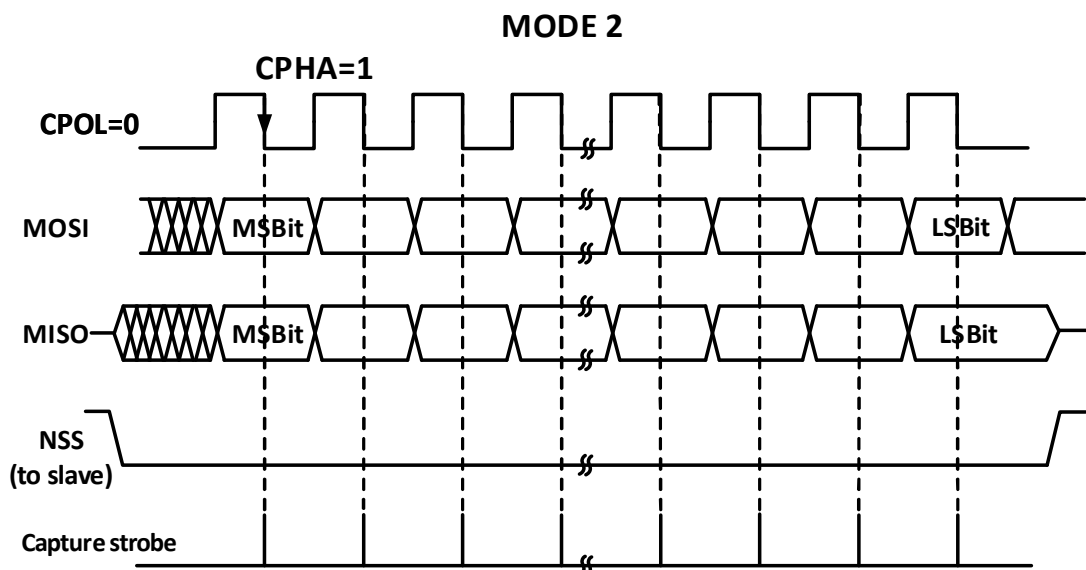 MODE 2
CPHA=1
CPOL=0
MOSI
MSBit
LSBit
MISO
MSBit
LSBit
NSS
(to slave)
Capture strobe